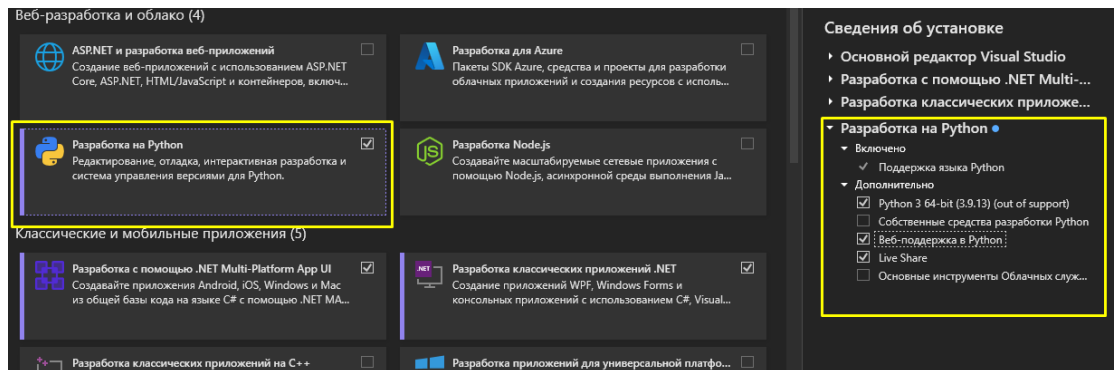 Веб-разработка и облако (4)
ASP.NET и разработка веб-приложений
Создание веб-приложений с использованием ASP.NET
Core, ASP.NET, HTML/JavaScript и контейнеров, включ...
Разработка для Azure
Пакеты SDK Azure, средства и проекты для разработки
облачных приложений и создания ресурсов с исполь...
Разработка на Python
Редактирование, отладка, интерактивная разработка и
система управления версиями для Python.
JS
Разработка Node.js
Создавайте масштабируемые сетевые приложения с
помощью Node.js, асинхронной среды выполнения Ja...
Классические и мобильные приложения (5)
Разработка с помощью .NET Multi-Platform App UI
Создавайте приложения Android, iOS, Windows и Mac
из общей базы кода на языке C# с помощью .NET MA...
.NET
Разработка классических приложений .NET
Создание приложений WPF, Windows Forms и
консольных приложений с использованием C#, Visual...
Разработка классических приложений на C++
Разработка приложений для универсальной платфо...
Сведения об установке
Основной редактор Visual Studio
Разработка с помощью .NET Multi-...
Разработка классических приложе...
Разработка на Python
Включено
Поддержка языка Python
Дополнительно
Python 3 64-bit (3.9.13) (out of support)
Собственные средства разработки Python
Веб-поддержка в Python
Live Share
Основные инструменты Облачных служ...